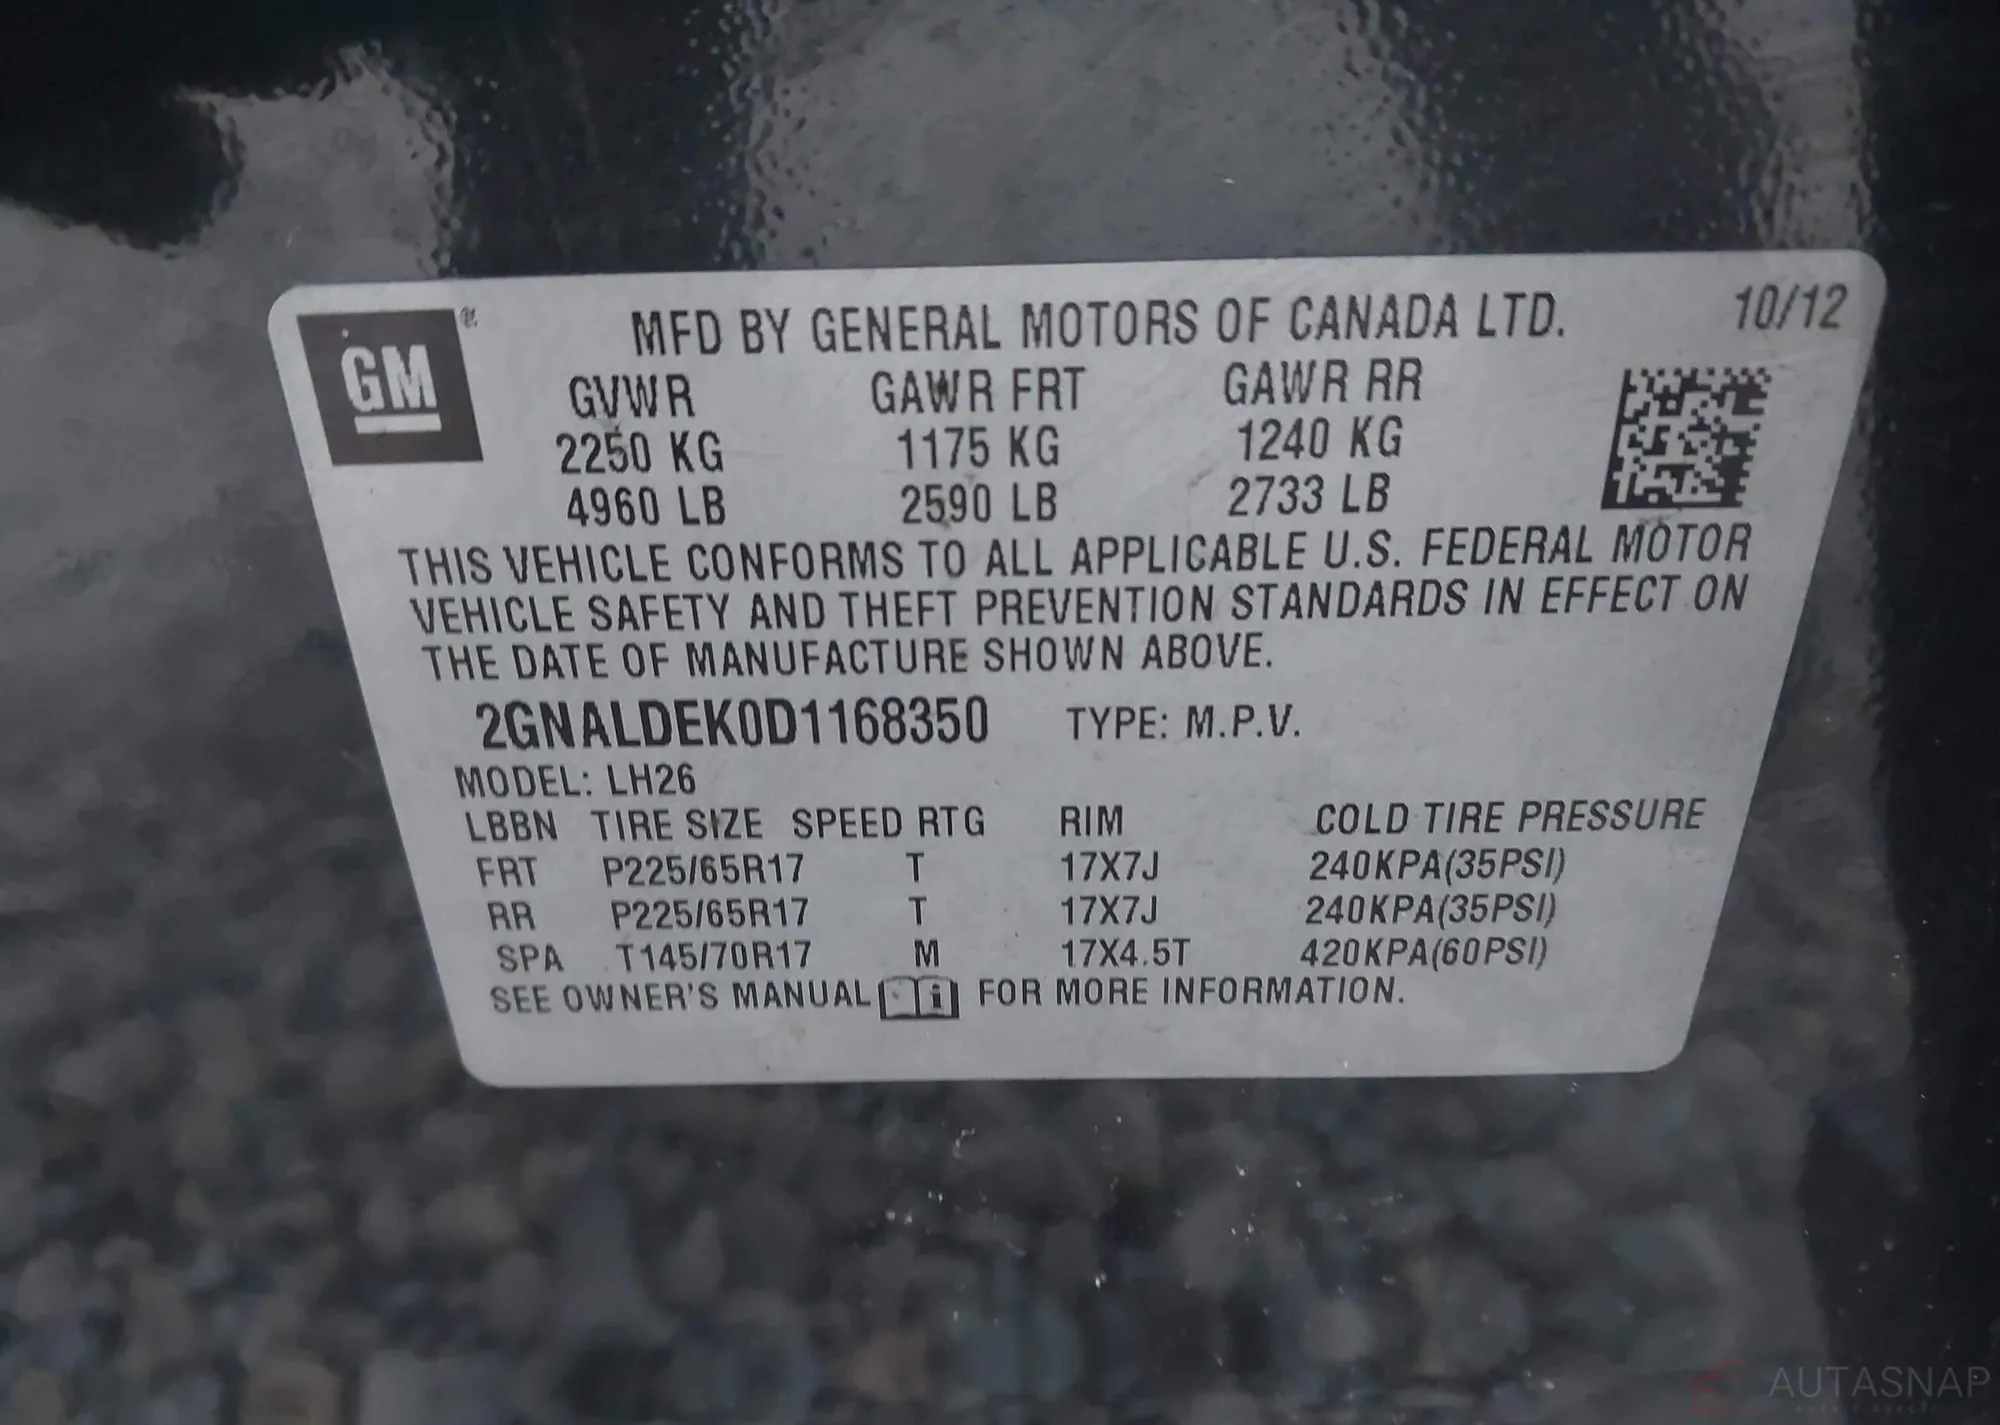 GM
MFD BY GENERAL MOTORS OF CANADA LTD. 10/12
GVWR GAWR FRT GAWR RR
2250 KG 1175 KG 1240 KG
4960 LB 2590 LB 2733 LB
THIS VEHICLE CONFORMS TO ALL APPLICABLE U.S. FEDERAL MOTOR
VEHICLE SAFETY AND THEFT PREVENTION STANDARDS IN EFFECT ON
THE DATE OF MANUFACTURE SHOWN ABOVE.
2GNALDEK0D1168350 TYPE: M.P.V.
MODEL: LH26
LBBN TIRE SIZE SPEED RTG RIM COLD TIRE PRESSURE
FRT P225/65R17 T 17X7J 240KPA(35PSI)
RR P225/65R17 T 17X7J 240KPA(35PSI)
SPA T145/70R17 M 17X4.5T 420KPA(60PSI)
SEE OWNER'S MANUAL i FOR MORE INFORMATION.
AUTASNAP